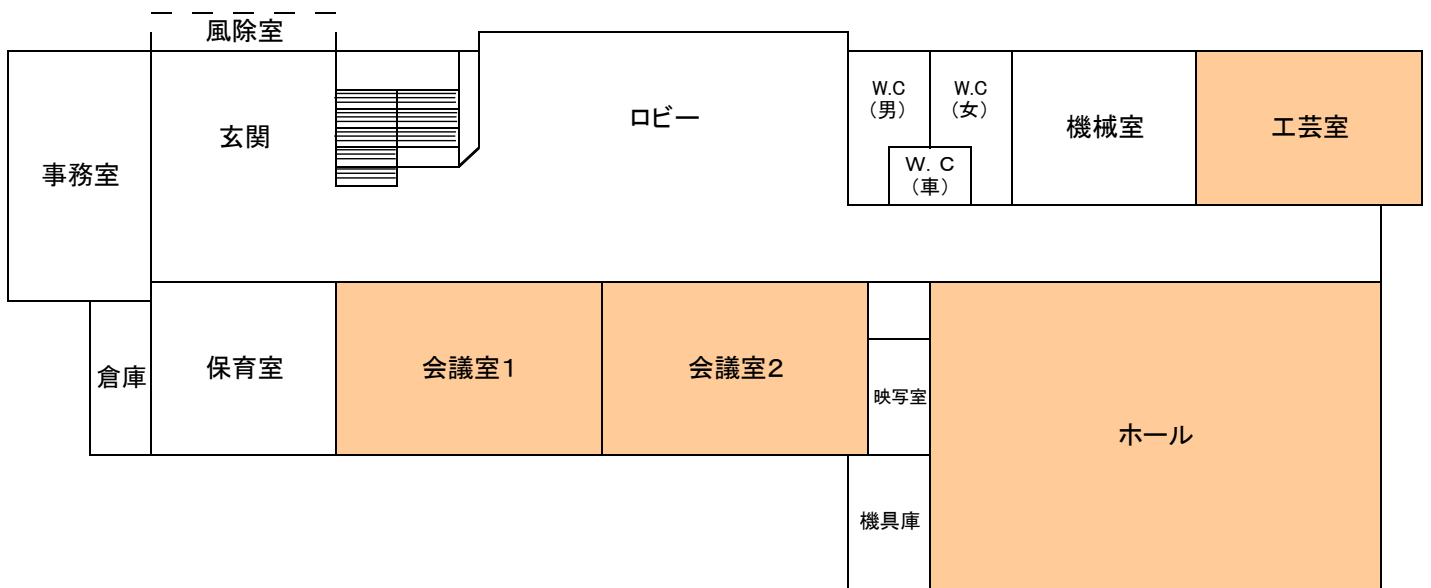 風除室
事務室
玄関
ロビー
W.C
（男）
W.C
（女）
W. C
（車）
機械室
工芸室
倉庫
保育室
会議室１
会議室２
映写室
ホール
機具庫